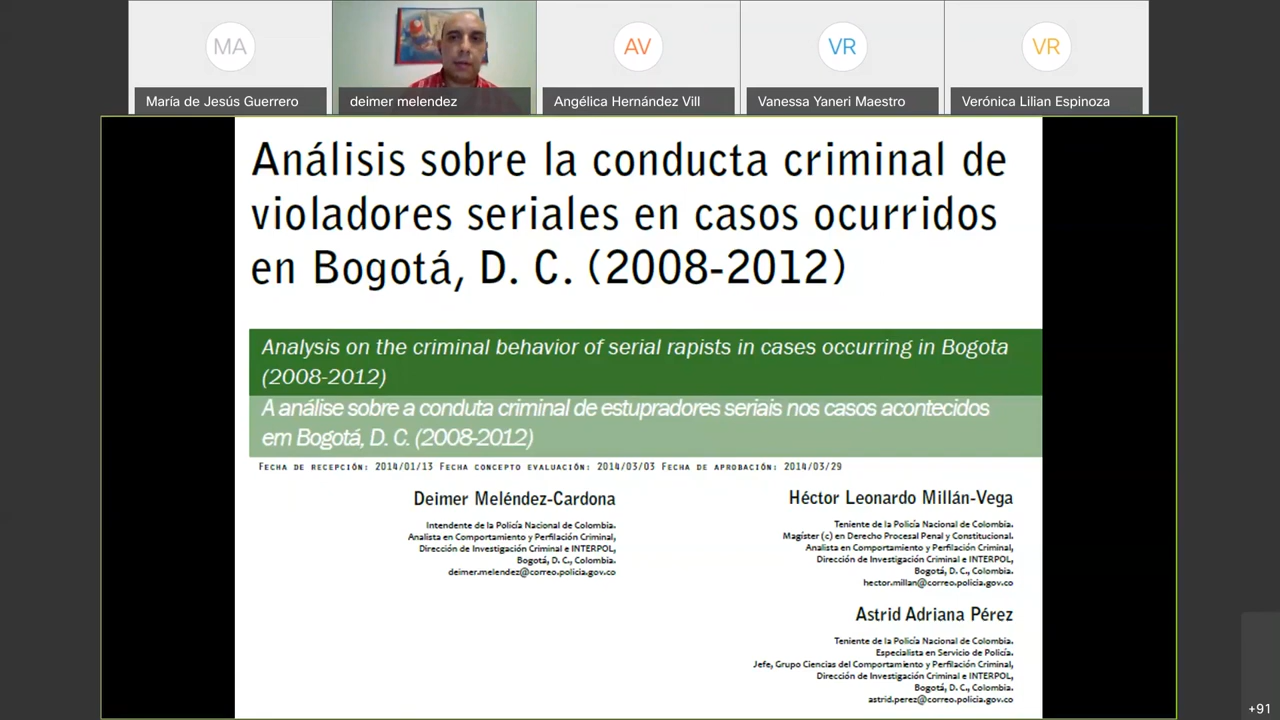 MA
AV
VR
VR
María de Jesús Guerrero
deimer melendez
Angélica Hernández Vill
Vanessa Yaneri Maestro
Verónica Lilian Espinoza
Análisis sobre la conducta criminal de
violadores seriales en casos ocurridos
en Bogotá, D. C. (2008-2012)
Analysis on the criminal behavior of serial rapists in cases occurring in Bogota
(2008-2012)
A análise sobre a conduta criminal de estupradores seriais nos casos acontecidos
em Bogotá, D. C. (2008-2012)
Fecha de recepción: 2014/01/13 Fecha concepto evaluación: 2014/03/03 Fecha de aprobación: 2014/03/29
Deimer Meléndez-Cardona
Intendente de la Policía Nacional de Colombia.
Analista en Comportamiento y Perfilación Criminal,
Dirección de Investigación Criminal e INTERPOL,
Bogotá, D. C., Colombia.
deimer.melendez@correo.policia.gov.co
Héctor Leonardo Millán-Vega
Teniente de la Policía Nacional de Colombia.
Magíster (c) en Derecho Procesal Penal y Constitucional.
Analista en Comportamiento y Perfilación Criminal,
Dirección de Investigación Criminal e INTERPOL,
Bogotá, D. C., Colombia.
hector.millan@correo.policia.gov.co
Astrid Adriana Pérez
Teniente de la Policía Nacional de Colombia.
Especialista en Servicio de Policía.
Jefe, Grupo Ciencias del Comportamiento y Perfilación Criminal,
Dirección de Investigación Criminal e INTERPOL,
Bogotá, D. C., Colombia.
astrid.perez@correo.policia.gov.co
+91